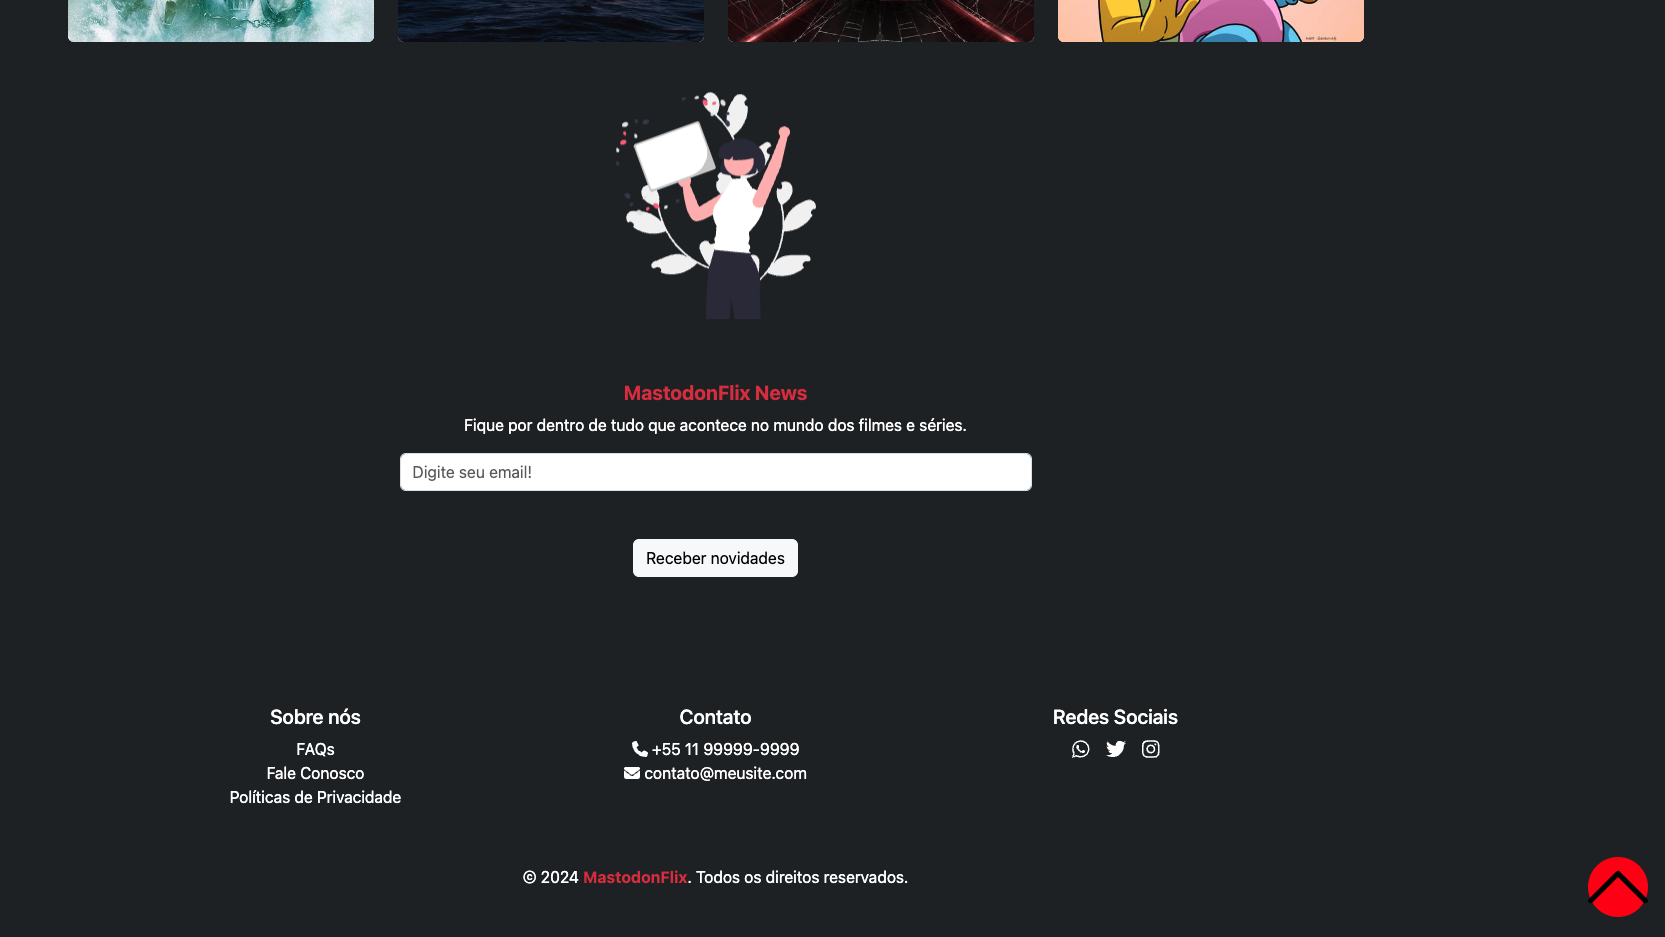 MastodonFlix News
Fique por dentro de tudo que acontece no mundo dos filmes e séries.
Digite seu email!
Receber novidades
Sobre nós
FAQs
Fale Conosco
Políticas de Privacidade
Contato
+55 11 99999-9999
contato@meusite.com
Redes Sociais
© 2024 MastodonFlix. Todos os direitos reservados.